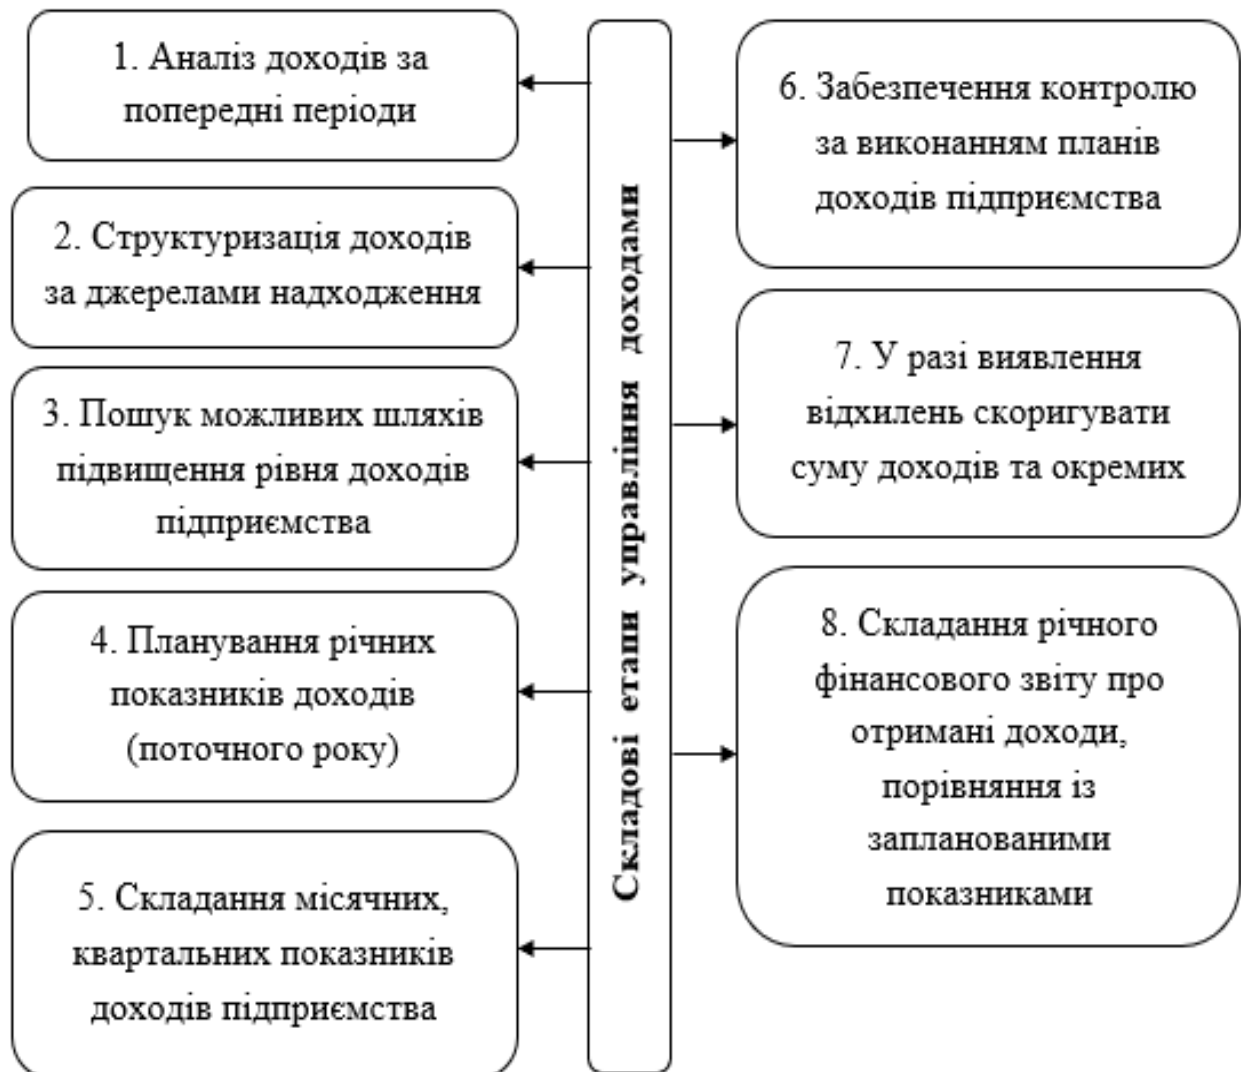 1. Аналіз доходів за
попередні періоди
2. Структуризація доходів
за джерелами надходження
3. Пошук можливих шляхів
підвищення рівня доходів
підприємства
4. Планування річних
показників доходів
(поточного року)
5. Складання місячних,
квартальних показників
доходів підприємства
Складові етапи управління доходами
6. Забезпечення контролю
за виконанням планів
доходів підприємства
7. У разі виявлення
відхилень скоригувати
суму доходів та окремих
8. Складання річного
фінансового звіту про
отримані доходи,
порівняння із
запланованими
показниками